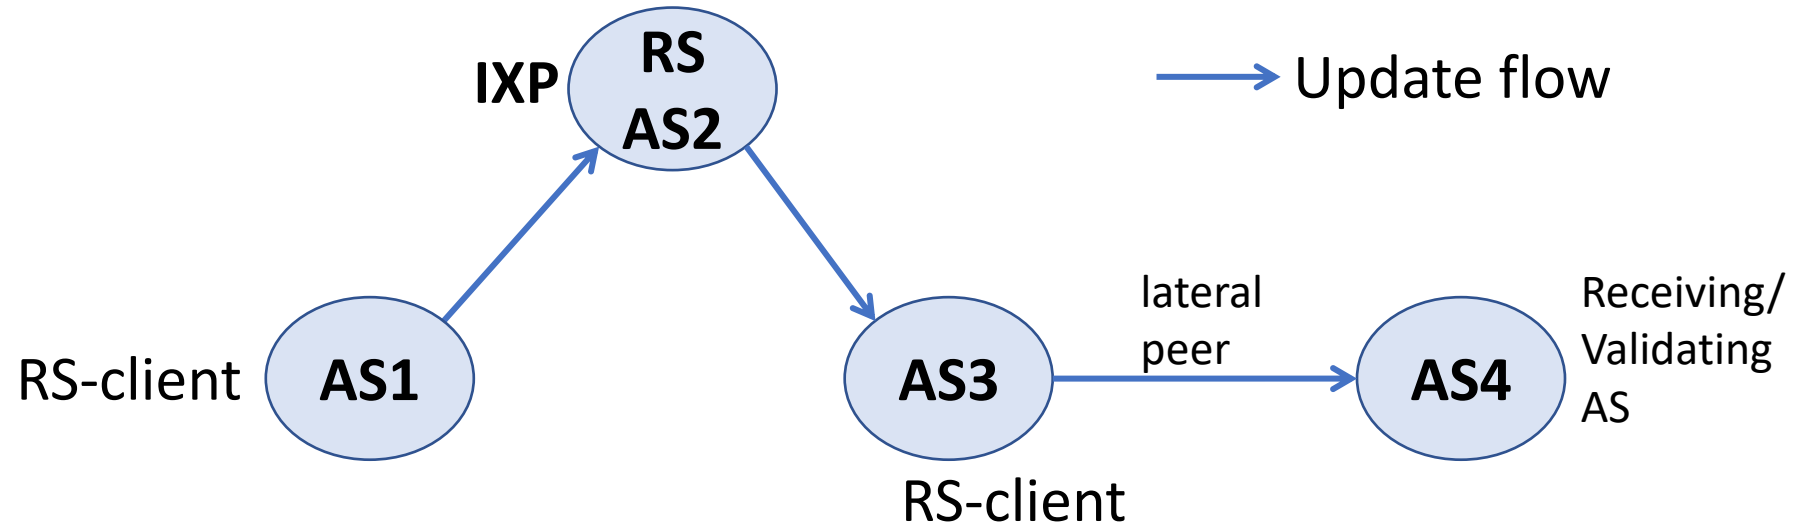 IXP
RS
AS2
Update flow
RS-client
AS1
AS3
RS-client
lateral
peer
AS4
Receiving/
Validating
AS